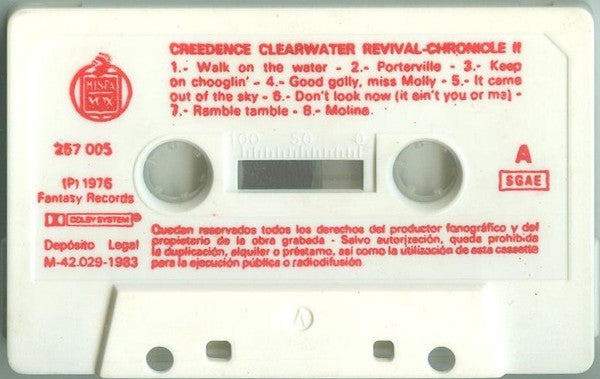 CREEDENCE CLEARWATER REVIVAL-CHRONICLE II
1.- Walk on the water - 2.- Porterville - 3.- Keep
on chooglin' - 4.- Good golly, miss Molly - 5.- It came
out of the sky - 6.- Don't look now (it ain't you or me) -
7.- Ramble tamble - 8.- Molina.
HISPA
VOX
257 005
100 50 0
A
SGAE
(P) 1976
Fantasy Records
DOLBY SYSTEM
Depósito Legal
M-42.029-1983
Quedan reservados todos los derechos del productor fonográfico y del
propietario de la obra grabada - Salvo autorización, queda prohibida
la duplicación, alquiler o préstamo, así como la utilización de esta cassette
para la ejecución pública o radiodifusión